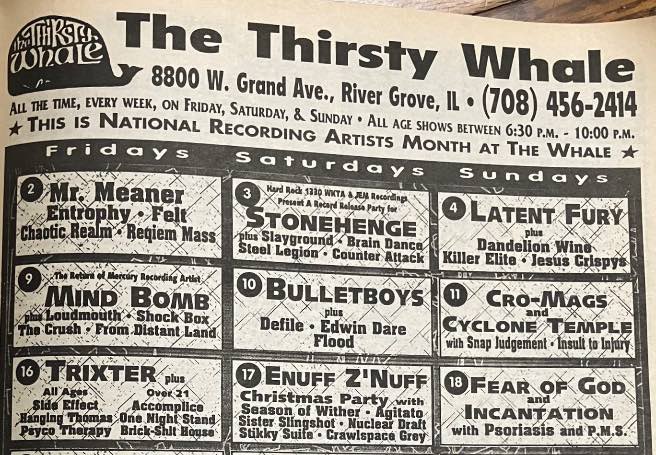 The THiRSTy WhaLE
The Thirsty Whale
8800 W. Grand Ave., River Grove, IL • (708) 456-2414
All the time, every week, on Friday, Saturday, & Sunday • All age shows between 6:30 p.m. - 10:00 p.m.
★ This is National Recording Artists Month at The Whale ★
Fridays Saturdays Sundays
2 Mr. Meaner
Entrophy • Felt
Chaotic Realm • Reqiem Mass
3 Hard Rock 1330 WKTA & JEM Recordings
Present A Record Release Party for
Stonehenge
plus Slayground • Brain Dance
Steel Legion • Counter Attack
4 Latent Fury
plus
Dandelion Wine
Killer Elite • Jesus Crispys
9 The Return of Mercury Recording Artist
Mind Bomb
plus Loudmouth • Shock Box
The Crush • From Distant Land
10 Bulletboys
plus
Defile • Edwin Dare
Flood
11 Cro-Mags
and
Cyclone Temple
with Snap Judgement • Insult to Injury
16 Trixter plus
All Ages Over 21
Side Effect Accomplice
Hanging Thomas One Night Stand
Psyco Therapy Brick-Shit House
17 Enuff Z'Nuff
Christmas Party with
Season of Wither • Agitato
Sister Slingshot • Nuclear Draft
Stikky Suite • Crawlspace Grey
18 Fear of God
and
Incantation
with Psoriasis and P.M.S.